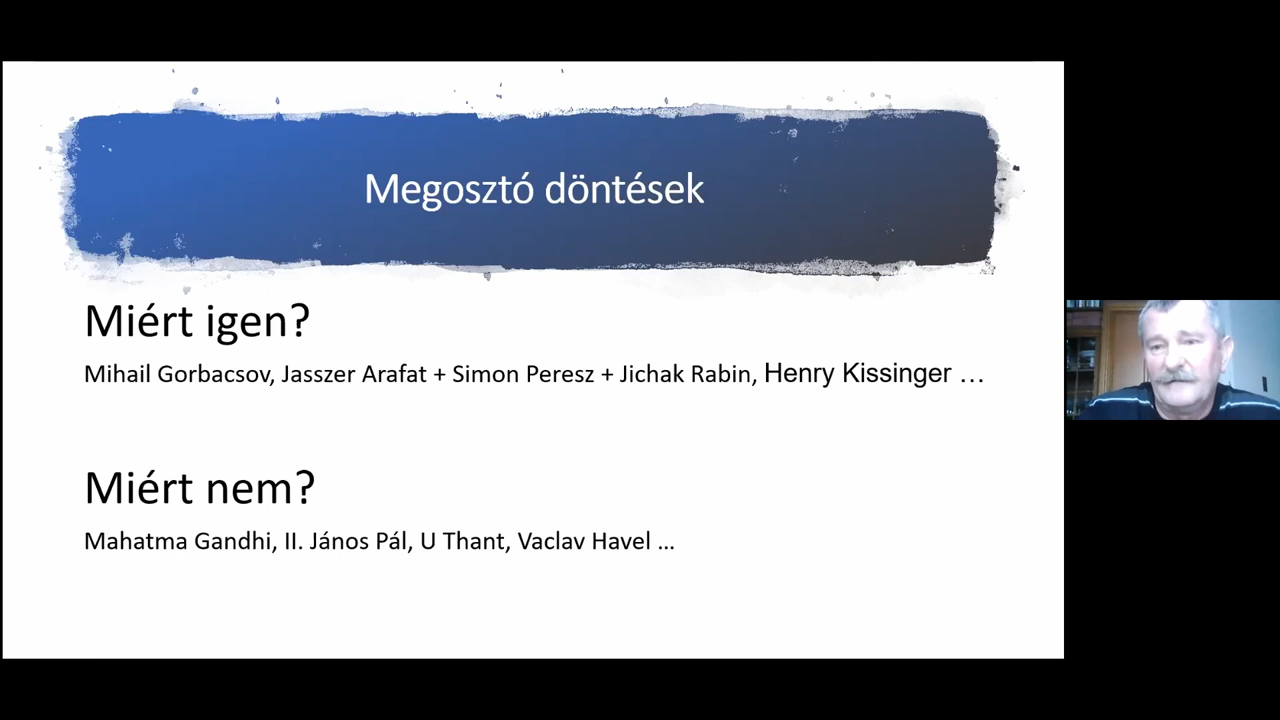 Megosztó döntések
Miért igen?
Mihail Gorbacsov, Jasszer Arafat + Simon Peresz + Jichak Rabin, Henry Kissinger …
Miért nem?
Mahatma Gandhi, II. János Pál, U Thant, Vaclav Havel …